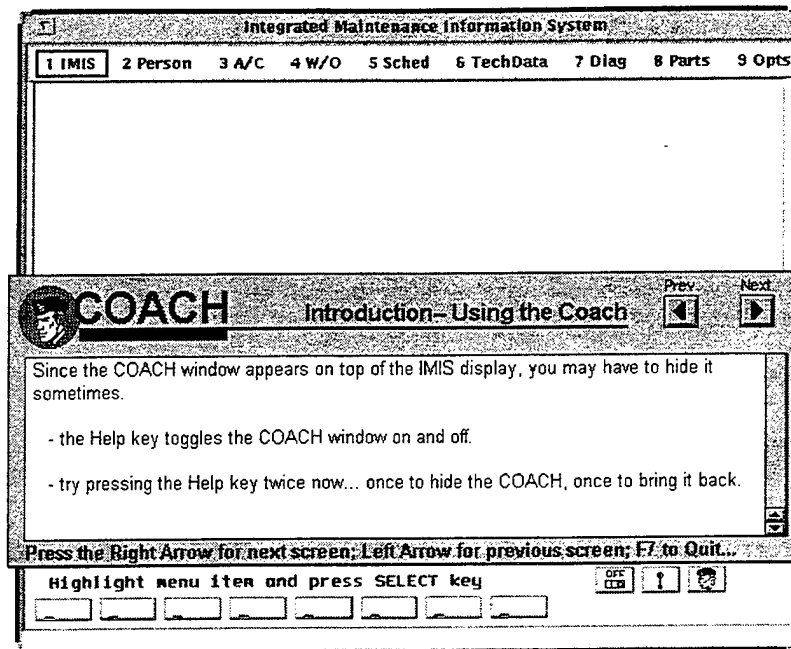 Integrated Maintenance Information System
1 IMIS 2 Person 3 A/C 4 W/O 5 Sched 6 TechData 7 Diag 8 Parts 9 Opts
Prev. Next
COACH Introduction– Using the Coach
Since the COACH window appears on top of the IMIS display, you may have to hide it
sometimes.
- the Help key toggles the COACH window on and off.
- try pressing the Help key twice now... once to hide the COACH, once to bring it back.
Press the Right Arrow for next screen; Left Arrow for previous screen; F7 to Quit...
Highlight menu item and press SELECT key
OFF